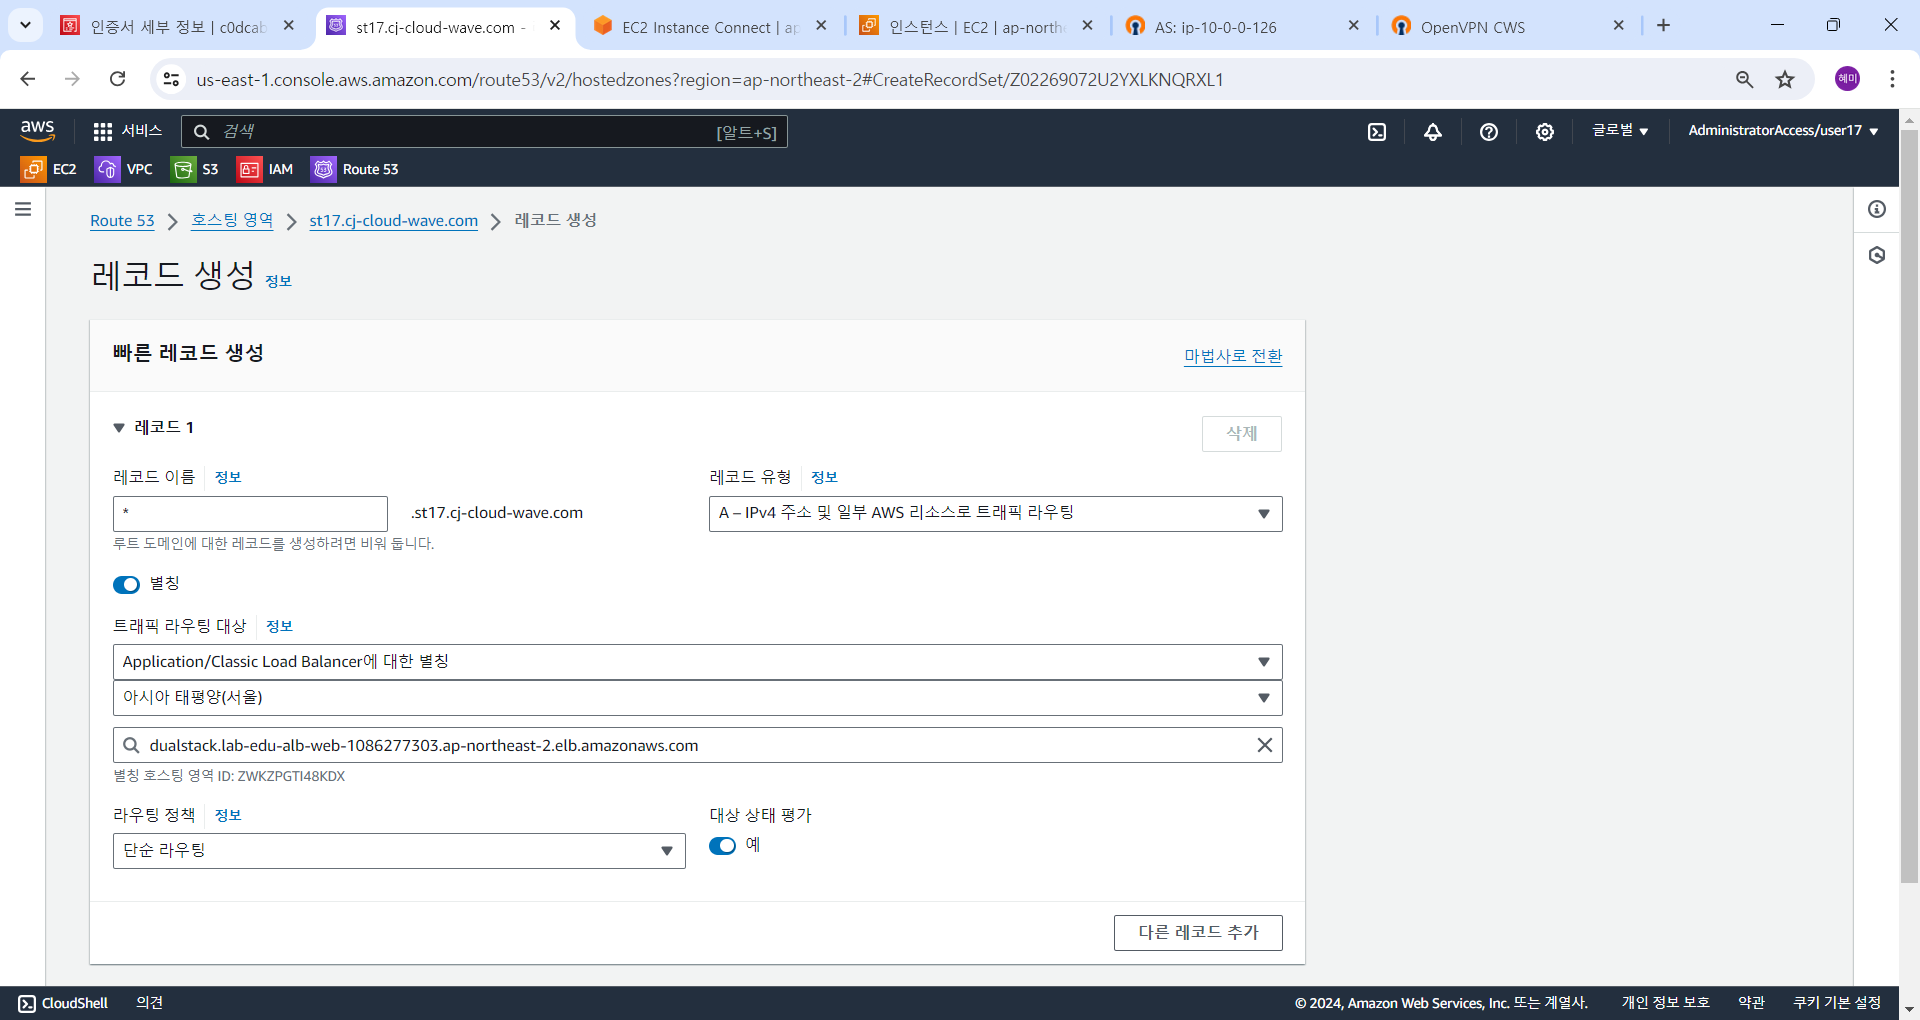 인증서 세부 정보 | c0dcab
st17.cj-cloud-wave.com -
EC2 Instance Connect | ap
인스턴스 | EC2 | ap-north
AS: ip-10-0-0-126
OpenVPN CWS
us-east-1.console.aws.amazon.com/route53/v2/hostedzones?region=ap-northeast-2#CreateRecordSet/Z02269072U2YXLKNQRXL1
혜미
aws
서비스
검색
[알트+S]
글로벌
AdministratorAccess/user17
EC2
VPC
S3
IAM
Route 53
Route 53
호스팅 영역
st17.cj-cloud-wave.com
레코드 생성
레코드 생성 정보
빠른 레코드 생성
마법사로 전환
레코드 1
삭제
레코드 이름
정보
레코드 유형
정보
*
.st17.cj-cloud-wave.com
A – IPv4 주소 및 일부 AWS 리소스로 트래픽 라우팅
루트 도메인에 대한 레코드를 생성하려면 비워 둡니다.
별칭
트래픽 라우팅 대상
정보
Application/Classic Load Balancer에 대한 별칭
아시아 태평양(서울)
dualstack.lab-edu-alb-web-1086277303.ap-northeast-2.elb.amazonaws.com
별칭 호스팅 영역 ID: ZWKZPGTI48KDX
라우팅 정책
정보
대상 상태 평가
단순 라우팅
예
다른 레코드 추가
CloudShell
의견
© 2024, Amazon Web Services, Inc. 또는 계열사.
개인 정보 보호
약관
쿠키 기본 설정